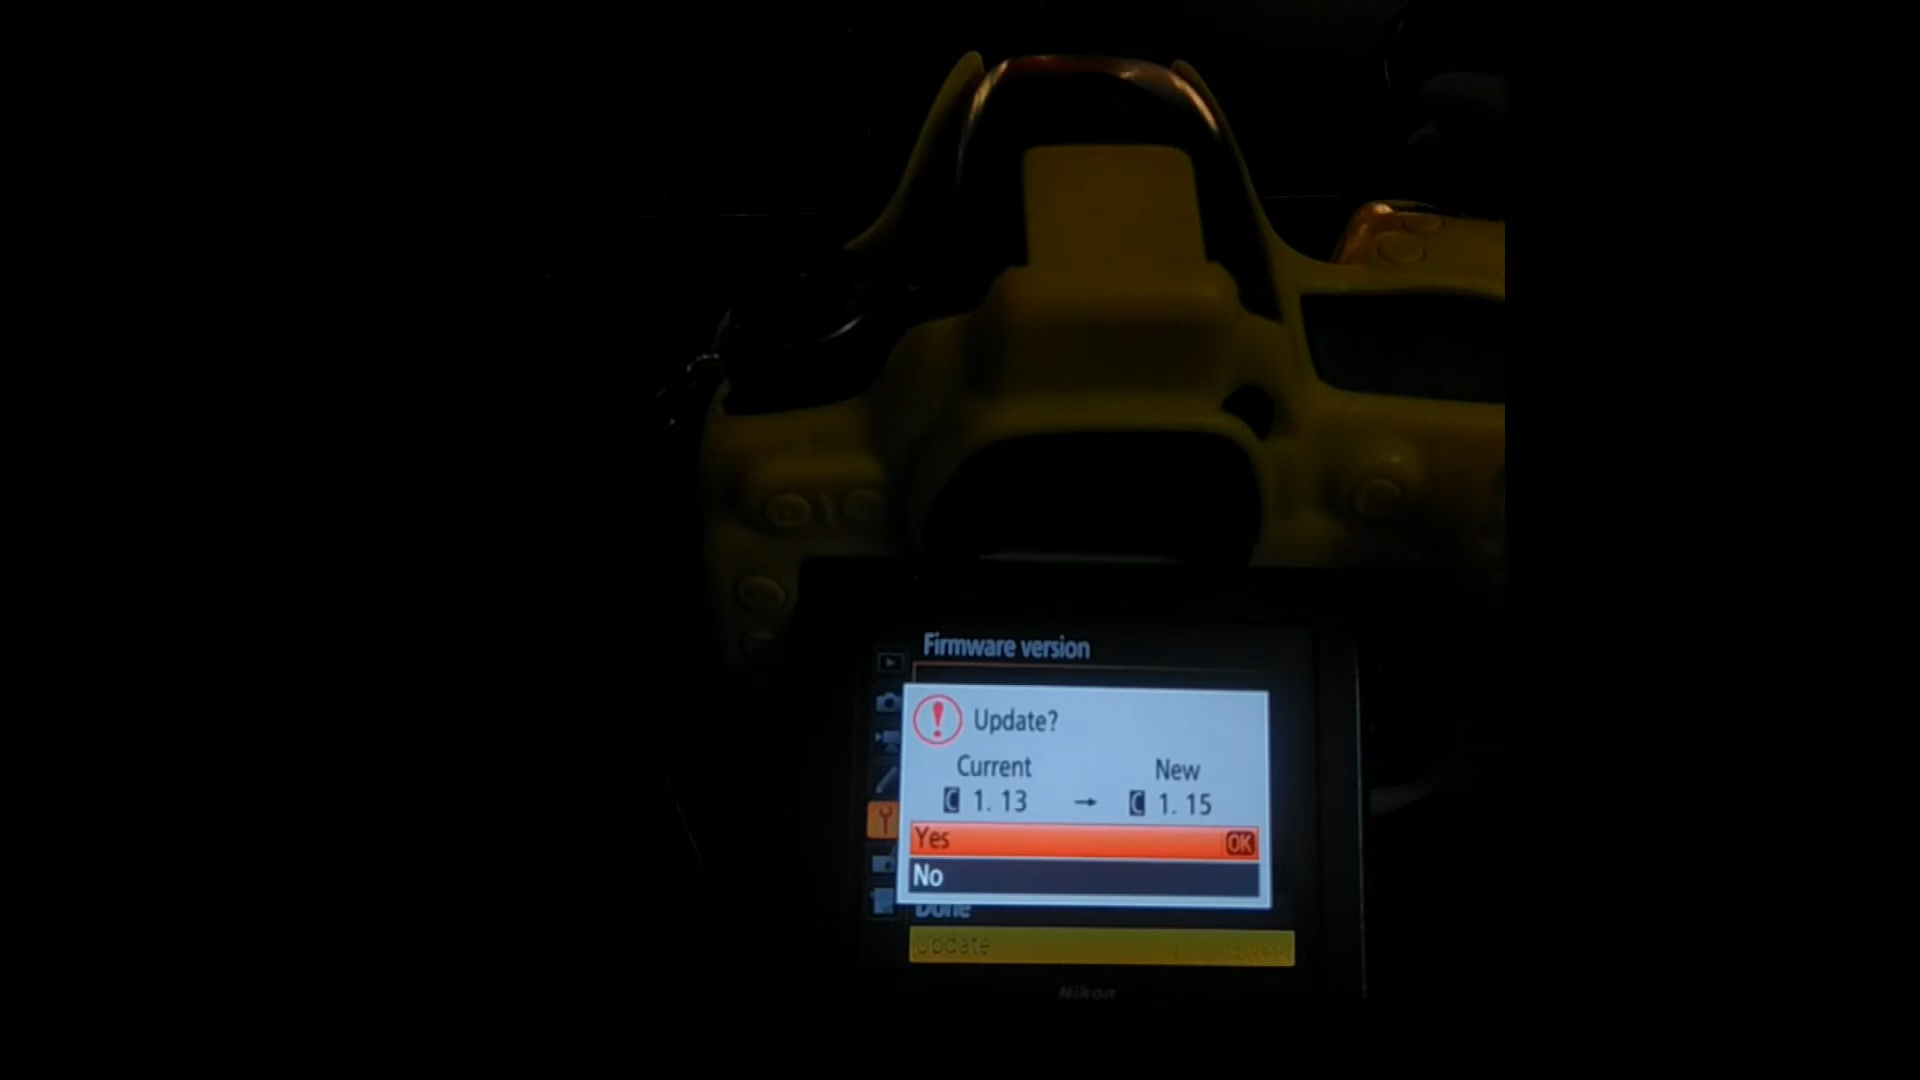 Firmware version
Update?
Current New
C 1. 13 → C 1. 15
Yes OK
No
Done
Update
Nikon